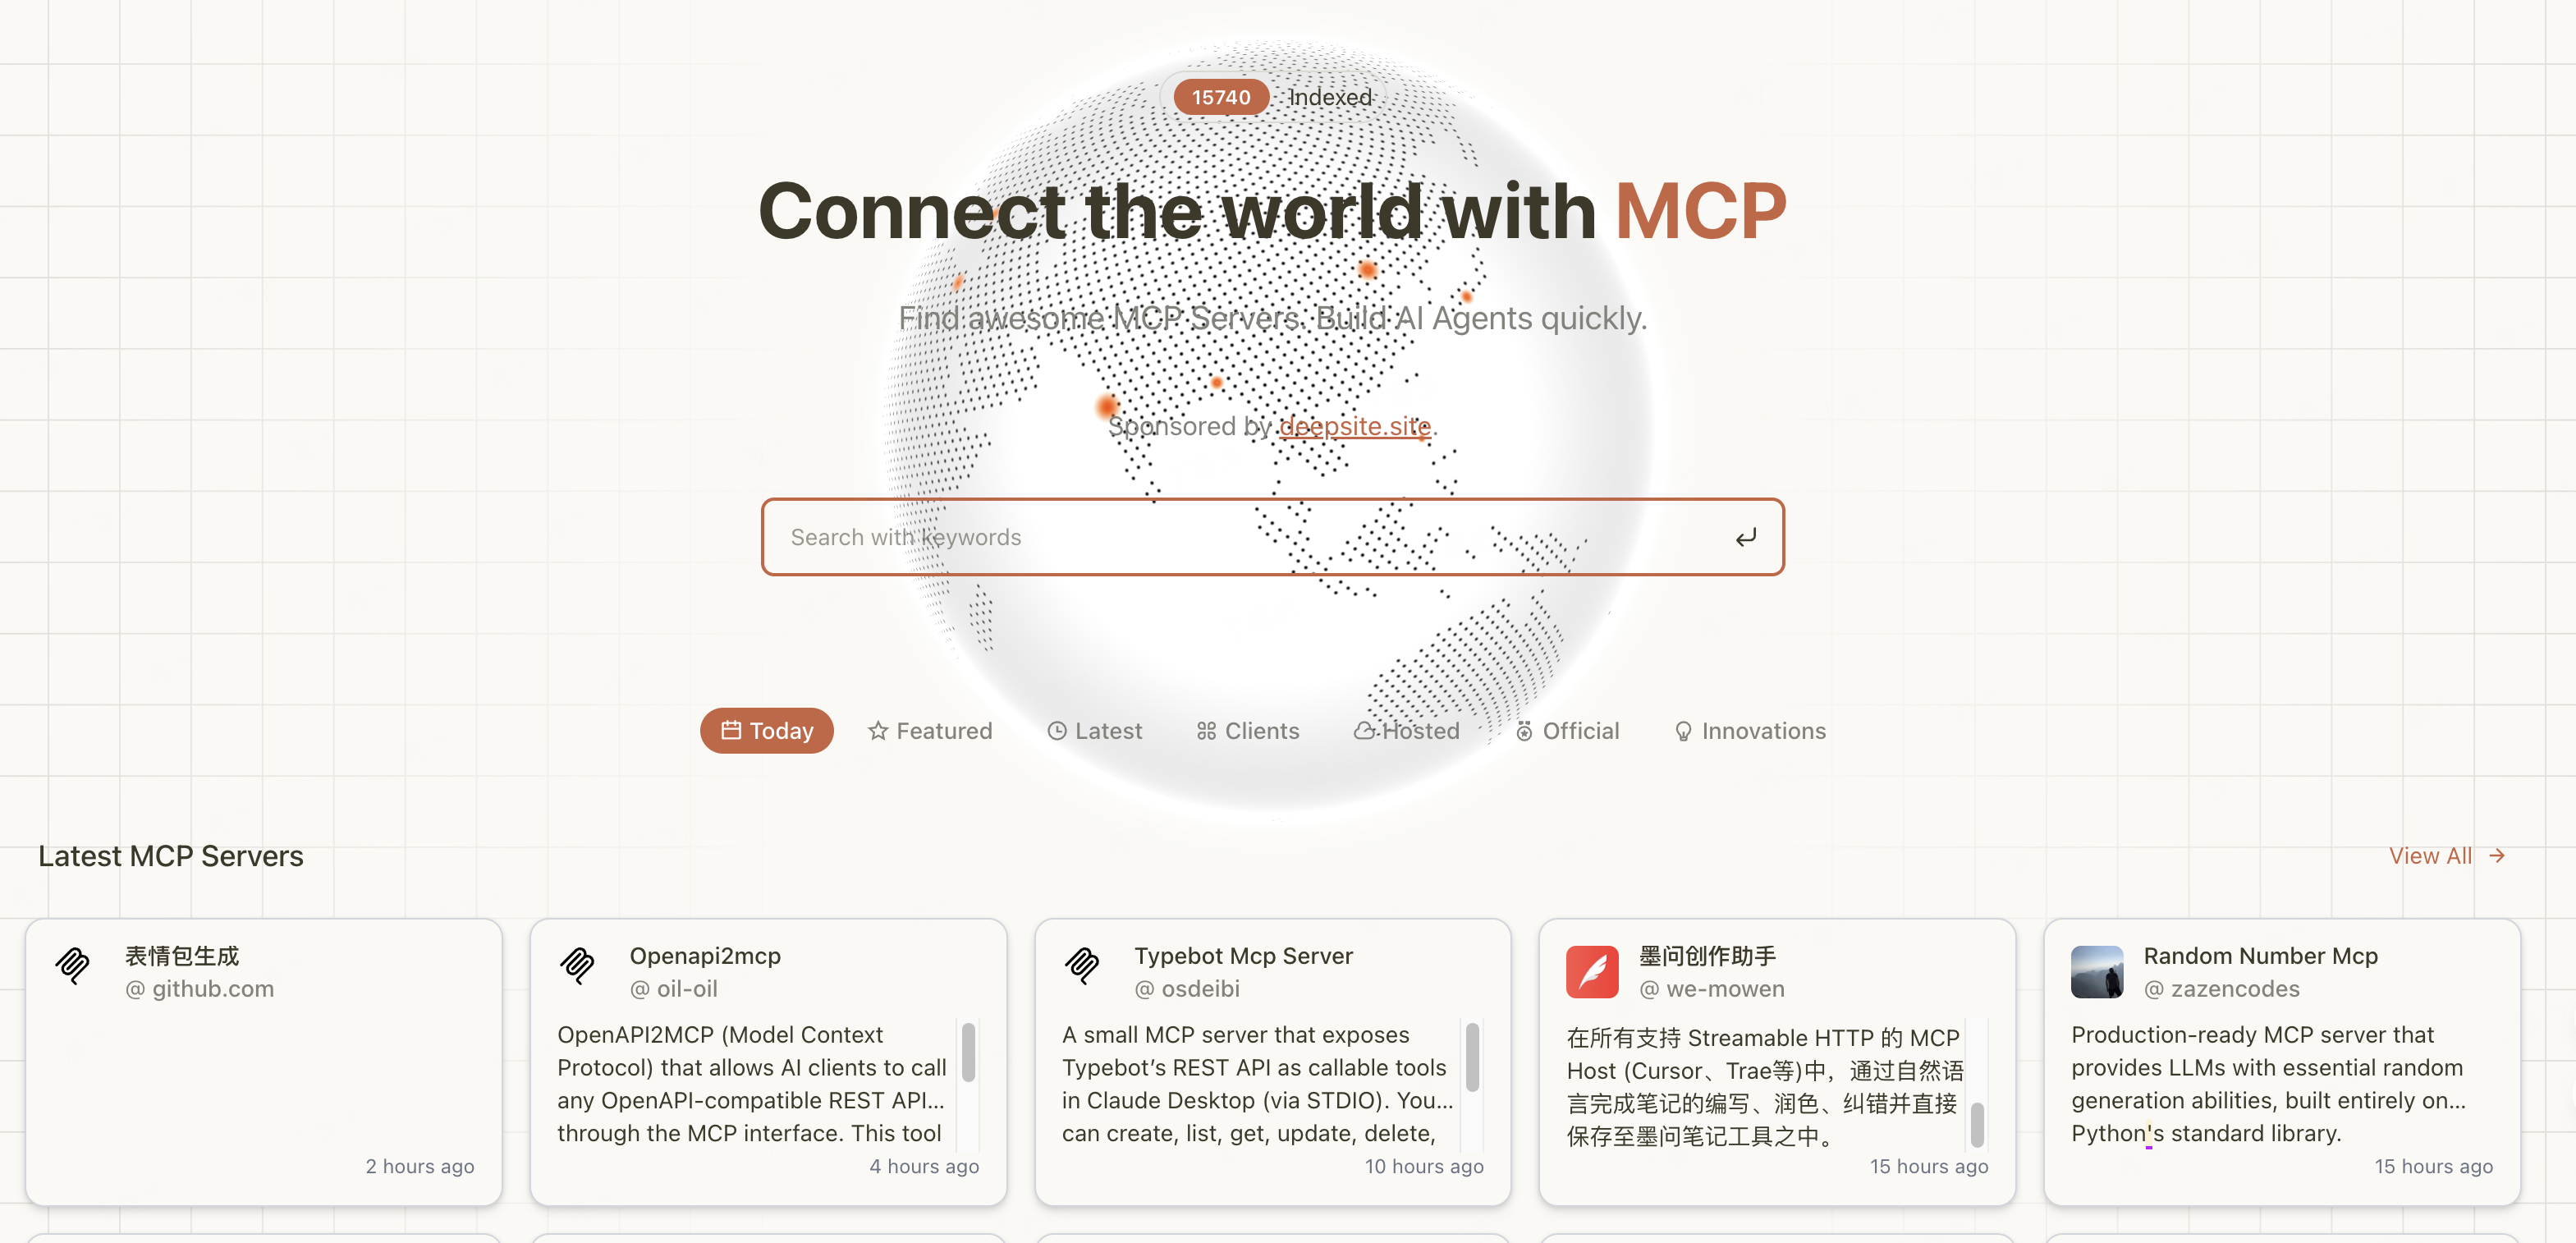 15740 Indexed
Connect the world with MCP
Find awesome MCP Servers. Build AI Agents quickly.
Sponsored by deepsite.site.
Search with keywords
Today Featured Latest Clients Hosted Official Innovations
Latest MCP Servers
View All
表情包生成
@ github.com
2 hours ago
Openapi2mcp
@ oil-oil
OpenAPI2MCP (Model Context
Protocol) that allows AI clients to call
any OpenAPI-compatible REST API...
through the MCP interface. This tool
4 hours ago
Typebot Mcp Server
@ osdeibi
A small MCP server that exposes
Typebot’s REST API as callable tools
in Claude Desktop (via STDIO). You...
can create, list, get, update, delete,
10 hours ago
墨问创作助手
@ we-mowen
在所有支持 Streamable HTTP 的 MCP
Host (Cursor、Trae等)中，通过自然语
言完成笔记的编写、润色、纠错并直接
保存至墨问笔记工具之中。
15 hours ago
Random Number Mcp
@ zazencodes
Production-ready MCP server that
provides LLMs with essential random
generation abilities, built entirely on...
Python's standard library.
15 hours ago